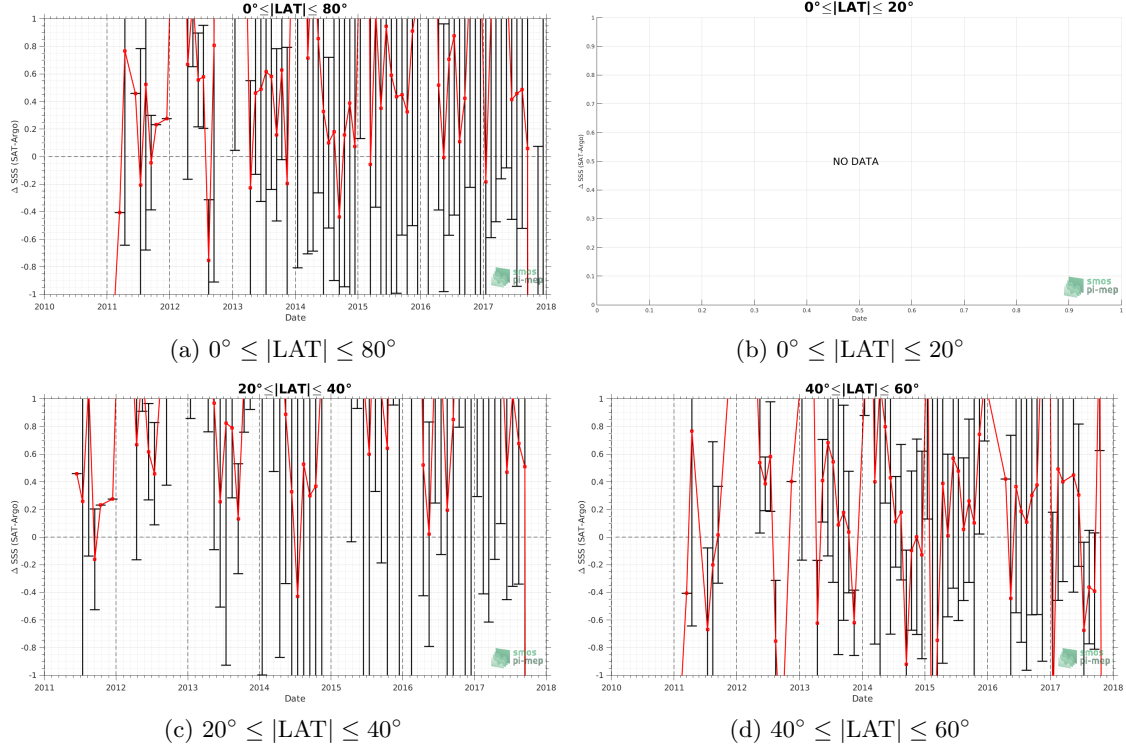 0°≤|LAT|≤ 80°
Δ SSS (SAT-Argo)
1
0.8
0.6
0.4
0.2
0
-0.2
-0.4
-0.6
-0.8
-1
2010 2011 2012 2013 2014 2015 2016 2017 2018
Date
smos
pi-mep
(a) 0° ≤ |LAT| ≤ 80°
0°≤|LAT|≤ 20°
Δ SSS (SAT-Argo)
1
0.9
0.8
0.7
0.6
0.5
0.4
0.3
0.2
0.1
0
NO DATA
0 0.1 0.2 0.3 0.4 0.5 0.6 0.7 0.8 0.9 1
Date
smos
pi-mep
(b) 0° ≤ |LAT| ≤ 20°
20°≤|LAT|≤ 40°
Δ SSS (SAT-Argo)
1
0.8
0.6
0.4
0.2
0
-0.2
-0.4
-0.6
-0.8
-1
2011 2012 2013 2014 2015 2016 2017 2018
Date
smos
pi-mep
(c) 20° ≤ |LAT| ≤ 40°
40°≤|LAT|≤ 60°
Δ SSS (SAT-Argo)
1
0.8
0.6
0.4
0.2
0
-0.2
-0.4
-0.6
-0.8
-1
2010 2011 2012 2013 2014 2015 2016 2017 2018
Date
smos
pi-mep
(d) 40° ≤ |LAT| ≤ 60°